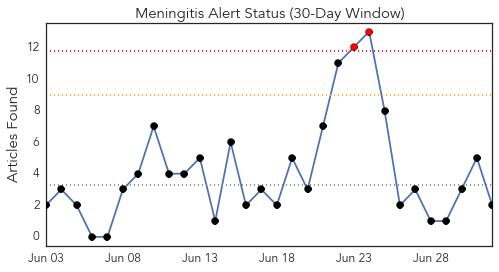 Meningitis Alert Status (30-Day Window)
Articles Found
12
10
8
6
4
2
0
Jun 03 Jun 08 Jun 13 Jun 18 Jun 23 Jun 28